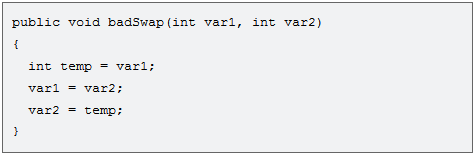 public void badSwap(int var1, int var2)
{
  int temp = var1;
  var1 = var2;
  var2 = temp;
}